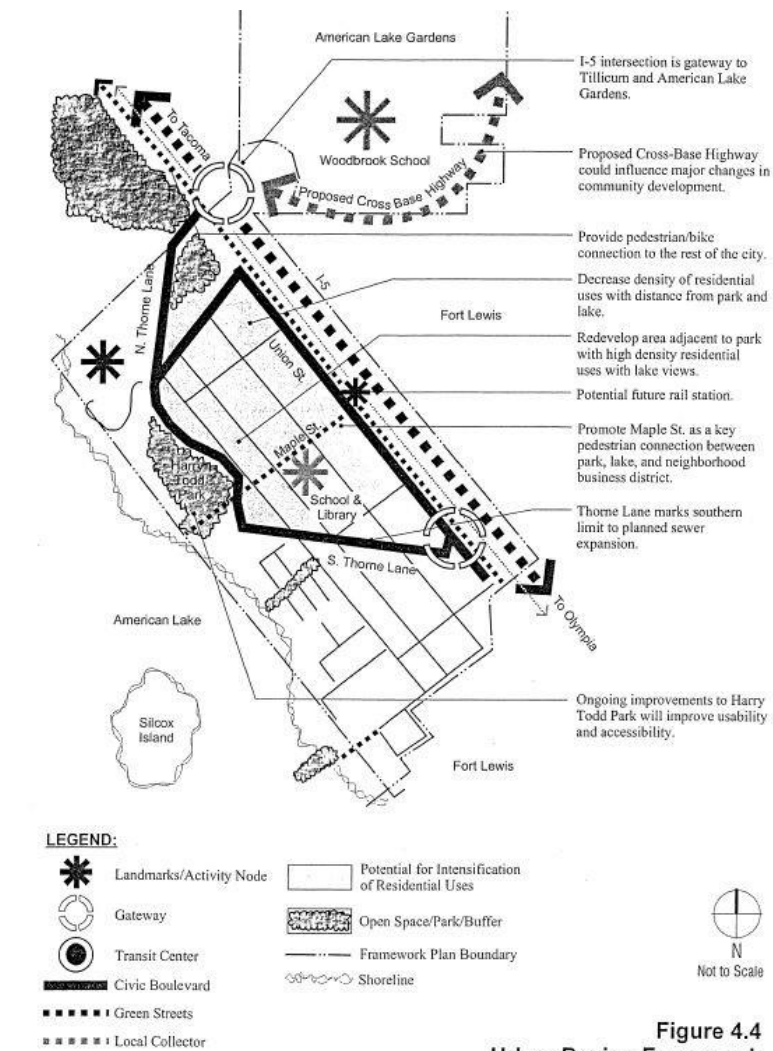 American Lake Gardens
I-5 intersection is gateway to
Tillicum and American Lake
Gardens.
To Tacoma
Woodbrook School
Proposed Cross-Base Highway
could influence major changes in
community development.
Proposed Cross Base Highway
Provide pedestrian/bike
connection to the rest of the city.
N. Thorne Lane
I-5
Decrease density of residential
uses with distance from park and
lake.
Fort Lewis
Union St.
Redevelop area adjacent to park
with high density residential
uses with lake views.
Potential future rail station.
Maple St.
Promote Maple St. as a key
pedestrian connection between
park, lake, and neighborhood
business district.
Harry
Todd
Park
School &
Library
Thorne Lane marks southern
limit to planned sewer
expansion.
S. Thorne Lane
To Olympia
American Lake
Silcox
Island
Ongoing improvements to Harry
Todd Park will improve usability
and accessibility.
Fort Lewis
LEGEND:
Landmarks/Activity Node
Gateway
Transit Center
Civic Boulevard
Green Streets
Local Collector
Potential for Intensification
of Residential Uses
Open Space/Park/Buffer
Framework Plan Boundary
Shoreline
N
Not to Scale
Figure 4.4